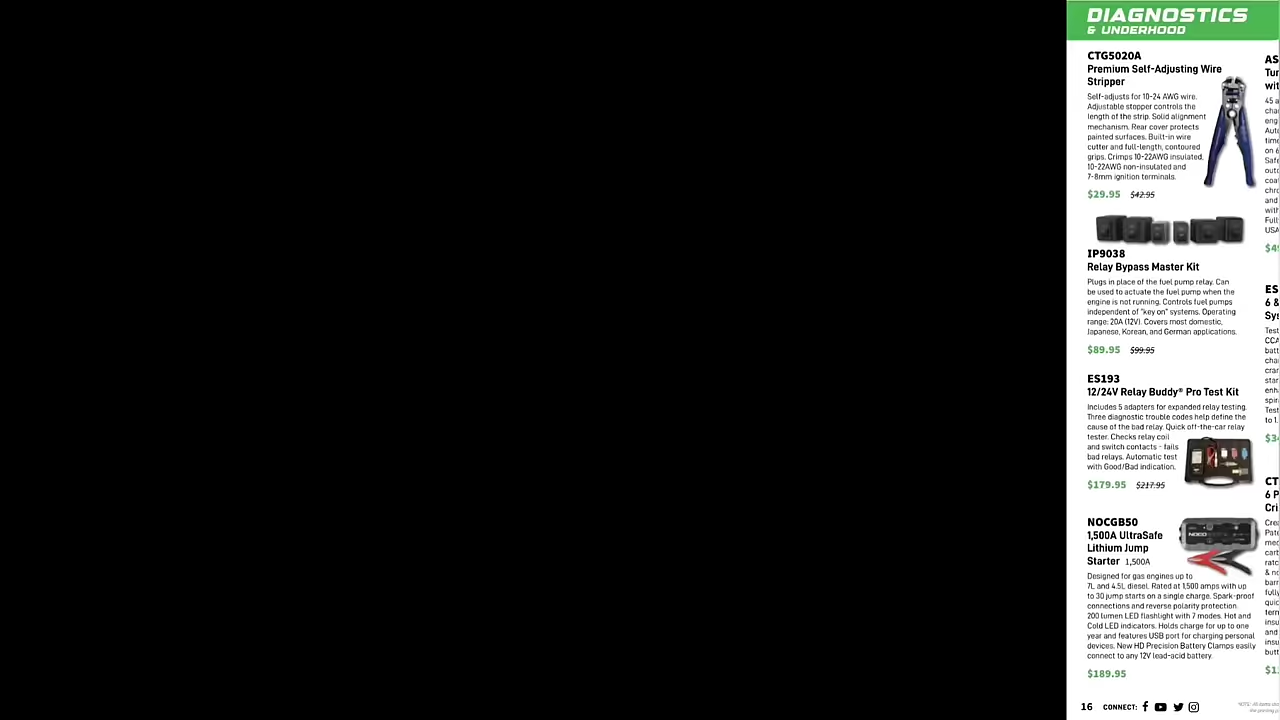 DIAGNOSTICS
& UNDERHOOD
CTG5020A
Premium Self-Adjusting Wire
Stripper
Self-adjusts for 10-24 AWG wire.
Adjustable stopper controls the
length of the strip. Solid alignment
mechanism. Rear cover protects
painted surfaces. Built-in wire
cutter and full-length, contoured
grips. Crimps 10-22AWG insulated,
10-22AWG non-insulated and
7-8mm ignition terminals.
$29.95 $42.95
IP9038
Relay Bypass Master Kit
Plugs in place of the fuel pump relay. Can
be used to actuate the fuel pump when the
engine is not running. Controls fuel pumps
independent of "key on" systems. Operating
range: 20A (12V). Covers most domestic,
Japanese, Korean, and German applications.
$89.95 $99.95
ES193
12/24V Relay Buddy® Pro Test Kit
Includes 5 adapters for expanded relay testing.
Three diagnostic trouble codes help define the
cause of the bad relay. Quick off-the-car relay
tester. Checks relay coil
and switch contacts - fails
bad relays. Automatic test
with Good/Bad indication.
$179.95 $217.95
NOCGB50
1,500A UltraSafe
Lithium Jump
Starter 1,500A
NOCO
Designed for gas engines up to
7L and 4.5L diesel. Rated at 1,500 amps with up
to 30 jump starts on a single charge. Spark-proof
connections and reverse polarity protection.
200 lumen LED flashlight with 7 modes. Hot and
Cold LED indicators. Holds charge for up to one
year and features USB port for charging personal
devices. New HD Precision Battery Clamps easily
connect to any 12V lead-acid battery.
$189.95
16 CONNECT: